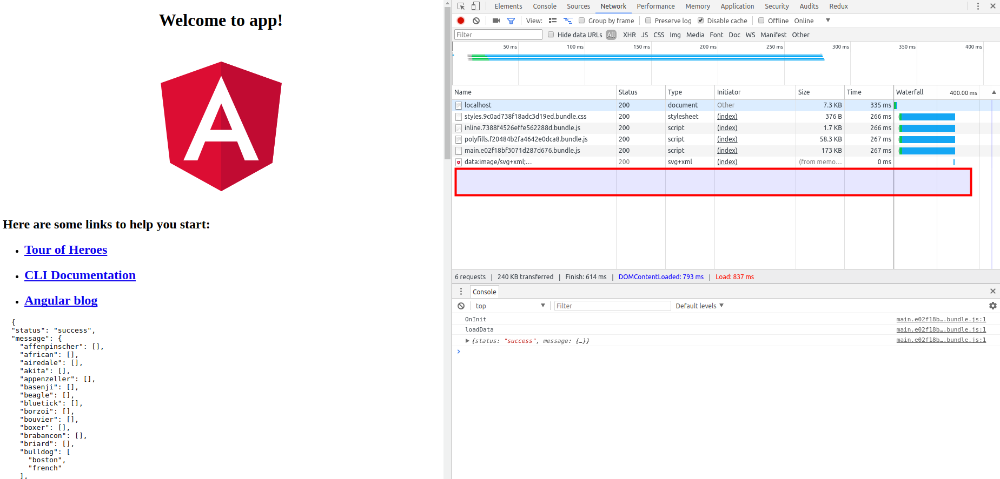 Welcome to app!
A
Here are some links to help you start:
Tour of Heroes
CLI Documentation
Angular blog
{
"status": "success",
"message": {
"affenpinscher": [],
"african": [],
"airedale": [],
"akita": [],
"appenzeller": [],
"basenji": [],
"beagle": [],
"bluetick": [],
"borzoi": [],
"bouvier": [],
"boxer": [],
"brabancon": [],
"briard": [],
"bulldog": [
"boston",
"french"
],
Elements Console Sources Network Performance Memory Application Security Audits Redux
View: Group by frame Preserve log Disable cache Offline Online
Filter Hide data URLs All XHR JS CSS Img Media Font Doc WS Manifest Other
50 ms 100 ms 150 ms 200 ms 250 ms 300 ms 350 ms 400 ms
Name Status Type Initiator Size Time Waterfall 400.00 ms
localhost 200 document Other 7.3 KB 335 ms
styles.9c0ad738f18adc3d19ed.bundle.css 200 stylesheet (index) 376 B 266 ms
inline.7388f4526effe562288d.bundle.js 200 script (index) 1.7 KB 266 ms
polyfills.f20484b2fa4642e0dca8.bundle.js 200 script (index) 58.3 KB 267 ms
main.e02f18bf3071d287d676.bundle.js 200 script (index) 173 KB 267 ms
data:image/svg+xml;… 200 svg+xml (index) (from memo… 0 ms
6 requests | 240 KB transferred | Finish: 614 ms | DOMContentLoaded: 793 ms | Load: 837 ms
Console
top Filter Default levels
OnInit main.e02f18b….bundle.js:1
loadData main.e02f18b….bundle.js:1
{status: "success", message: {…}} main.e02f18b….bundle.js:1